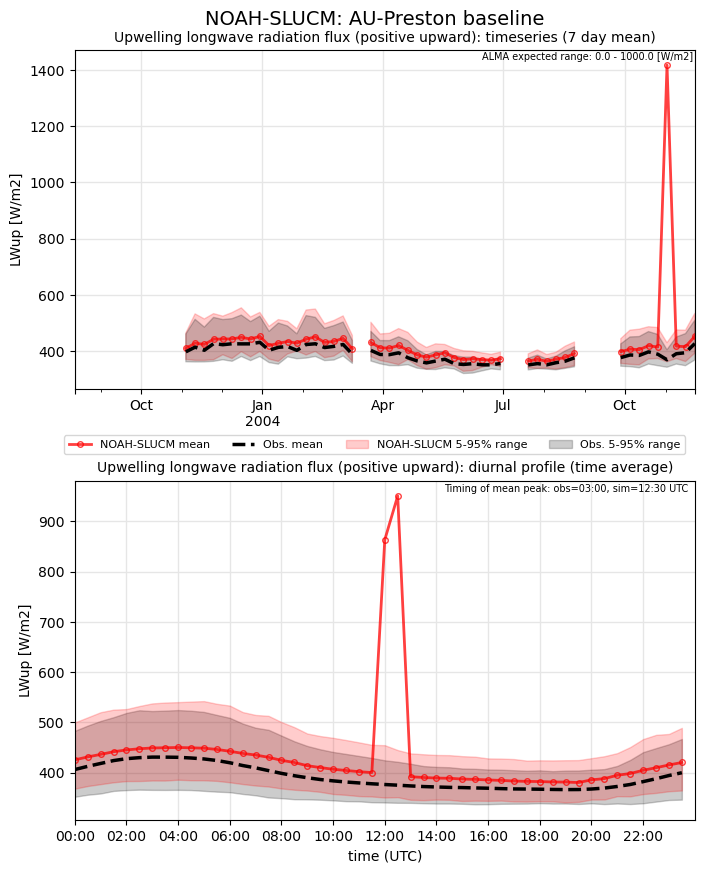 NOAH-SLUCM: AU-Preston baseline
Upwelling longwave radiation flux (positive upward): timeseries (7 day mean)
ALMA expected range: 0.0 - 1000.0 [W/m2]
1400
1200
1000
800
600
400
LWup [W/m2]
Oct
Jan
2004
Apr
Jul
Oct
NOAH-SLUCM mean
Obs. mean
NOAH-SLUCM 5-95% range
Obs. 5-95% range
Upwelling longwave radiation flux (positive upward): diurnal profile (time average)
Timing of mean peak: obs=03:00, sim=12:30 UTC
900
800
700
600
500
400
LWup [W/m2]
00:00 02:00 04:00 06:00 08:00 10:00 12:00 14:00 16:00 18:00 20:00 22:00
time (UTC)